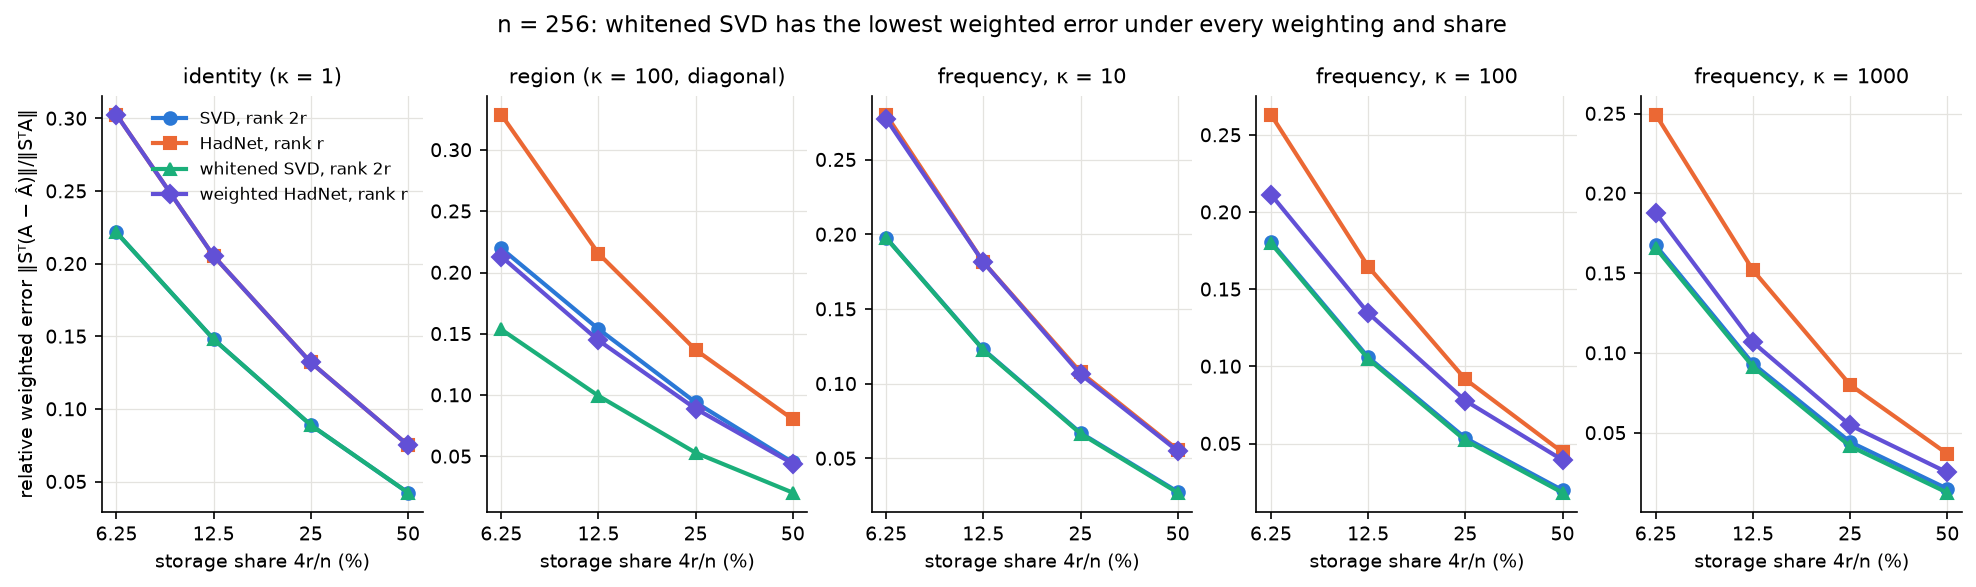 n = 256: whitened SVD has the lowest weighted error under every weighting and share
identity (κ = 1)
relative weighted error ‖Sᵀ(A − Â)‖/‖SᵀA‖
0.30
0.25
0.20
0.15
0.10
0.05
SVD, rank 2r
HadNet, rank r
whitened SVD, rank 2r
weighted HadNet, rank r
6.25 12.5 25 50
storage share 4r/n (%)
region (κ = 100, diagonal)
0.30
0.25
0.20
0.15
0.10
0.05
6.25 12.5 25 50
storage share 4r/n (%)
frequency, κ = 10
0.25
0.20
0.15
0.10
0.05
6.25 12.5 25 50
storage share 4r/n (%)
frequency, κ = 100
0.25
0.20
0.15
0.10
0.05
6.25 12.5 25 50
storage share 4r/n (%)
frequency, κ = 1000
0.25
0.20
0.15
0.10
0.05
6.25 12.5 25 50
storage share 4r/n (%)